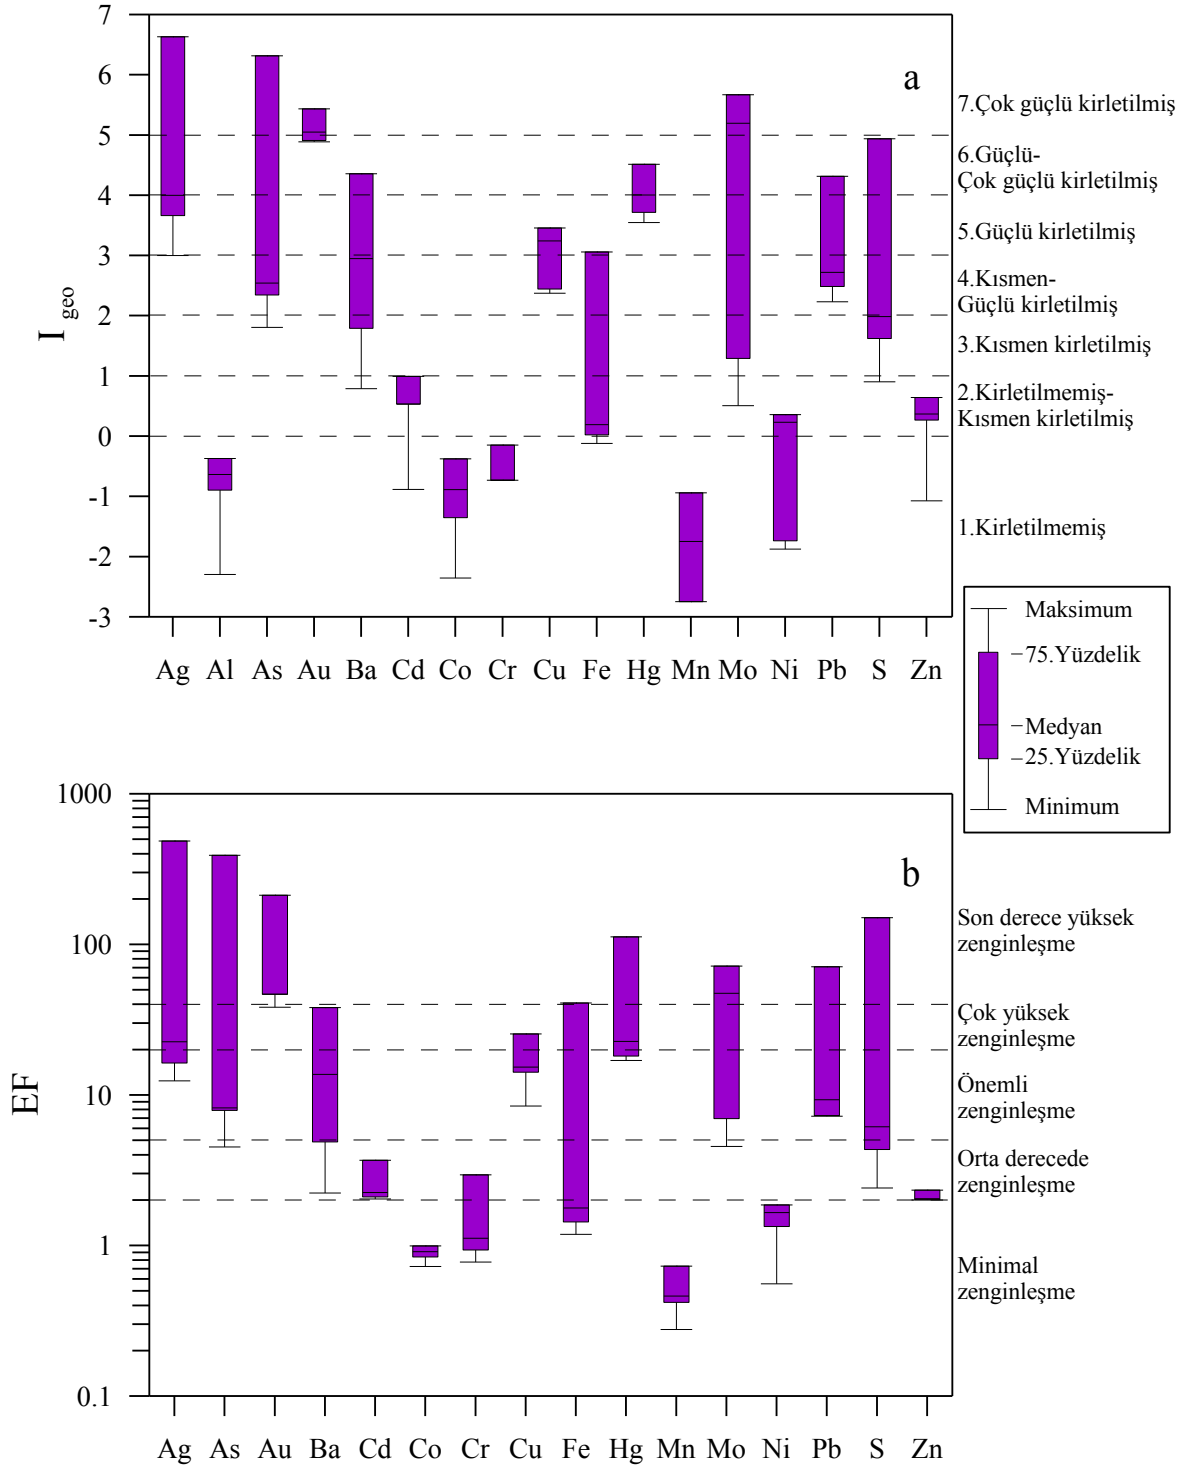 7
6
5
4
3
2
1
0
-1
-2
-3
I geo
a
7.Çok güçlü kirletilmiş
6.Güçlü-
Çok güçlü kirletilmiş
5.Güçlü kirletilmiş
4.Kısmen-
Güçlü kirletilmiş
3.Kısmen kirletilmiş
2.Kirletilmemiş-
Kısmen kirletilmiş
1.Kirletilmemiş
Ag Al As Au Ba Cd Co Cr Cu Fe Hg Mn Mo Ni Pb S Zn
Maksimum
75.Yüzdelik
Medyan
25.Yüzdelik
Minimum
1000
100
10
1
0.1
EF
b
Son derece yüksek
zenginleşme
Çok yüksek
zenginleşme
Önemli
zenginleşme
Orta derecede
zenginleşme
Minimal
zenginleşme
Ag As Au Ba Cd Co Cr Cu Fe Hg Mn Mo Ni Pb S Zn